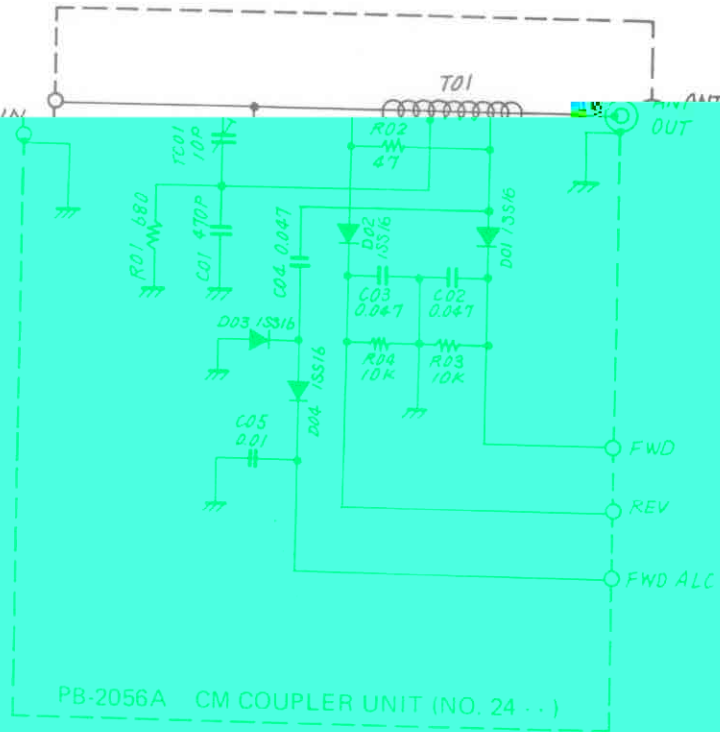 T01
IN
ANT
OUT
TC01
10P
R02
47
R01 680
C01 470P
C04 0.047
D02
1SS16
D01 1SS16
C03
0.047
C02
0.047
D03 1SS16
R04
10K
R03
10K
D04 1SS16
C05
0.01
FWD
REV
FWD ALC
PB-2056A CM COUPLER UNIT (NO. 24 ・・)